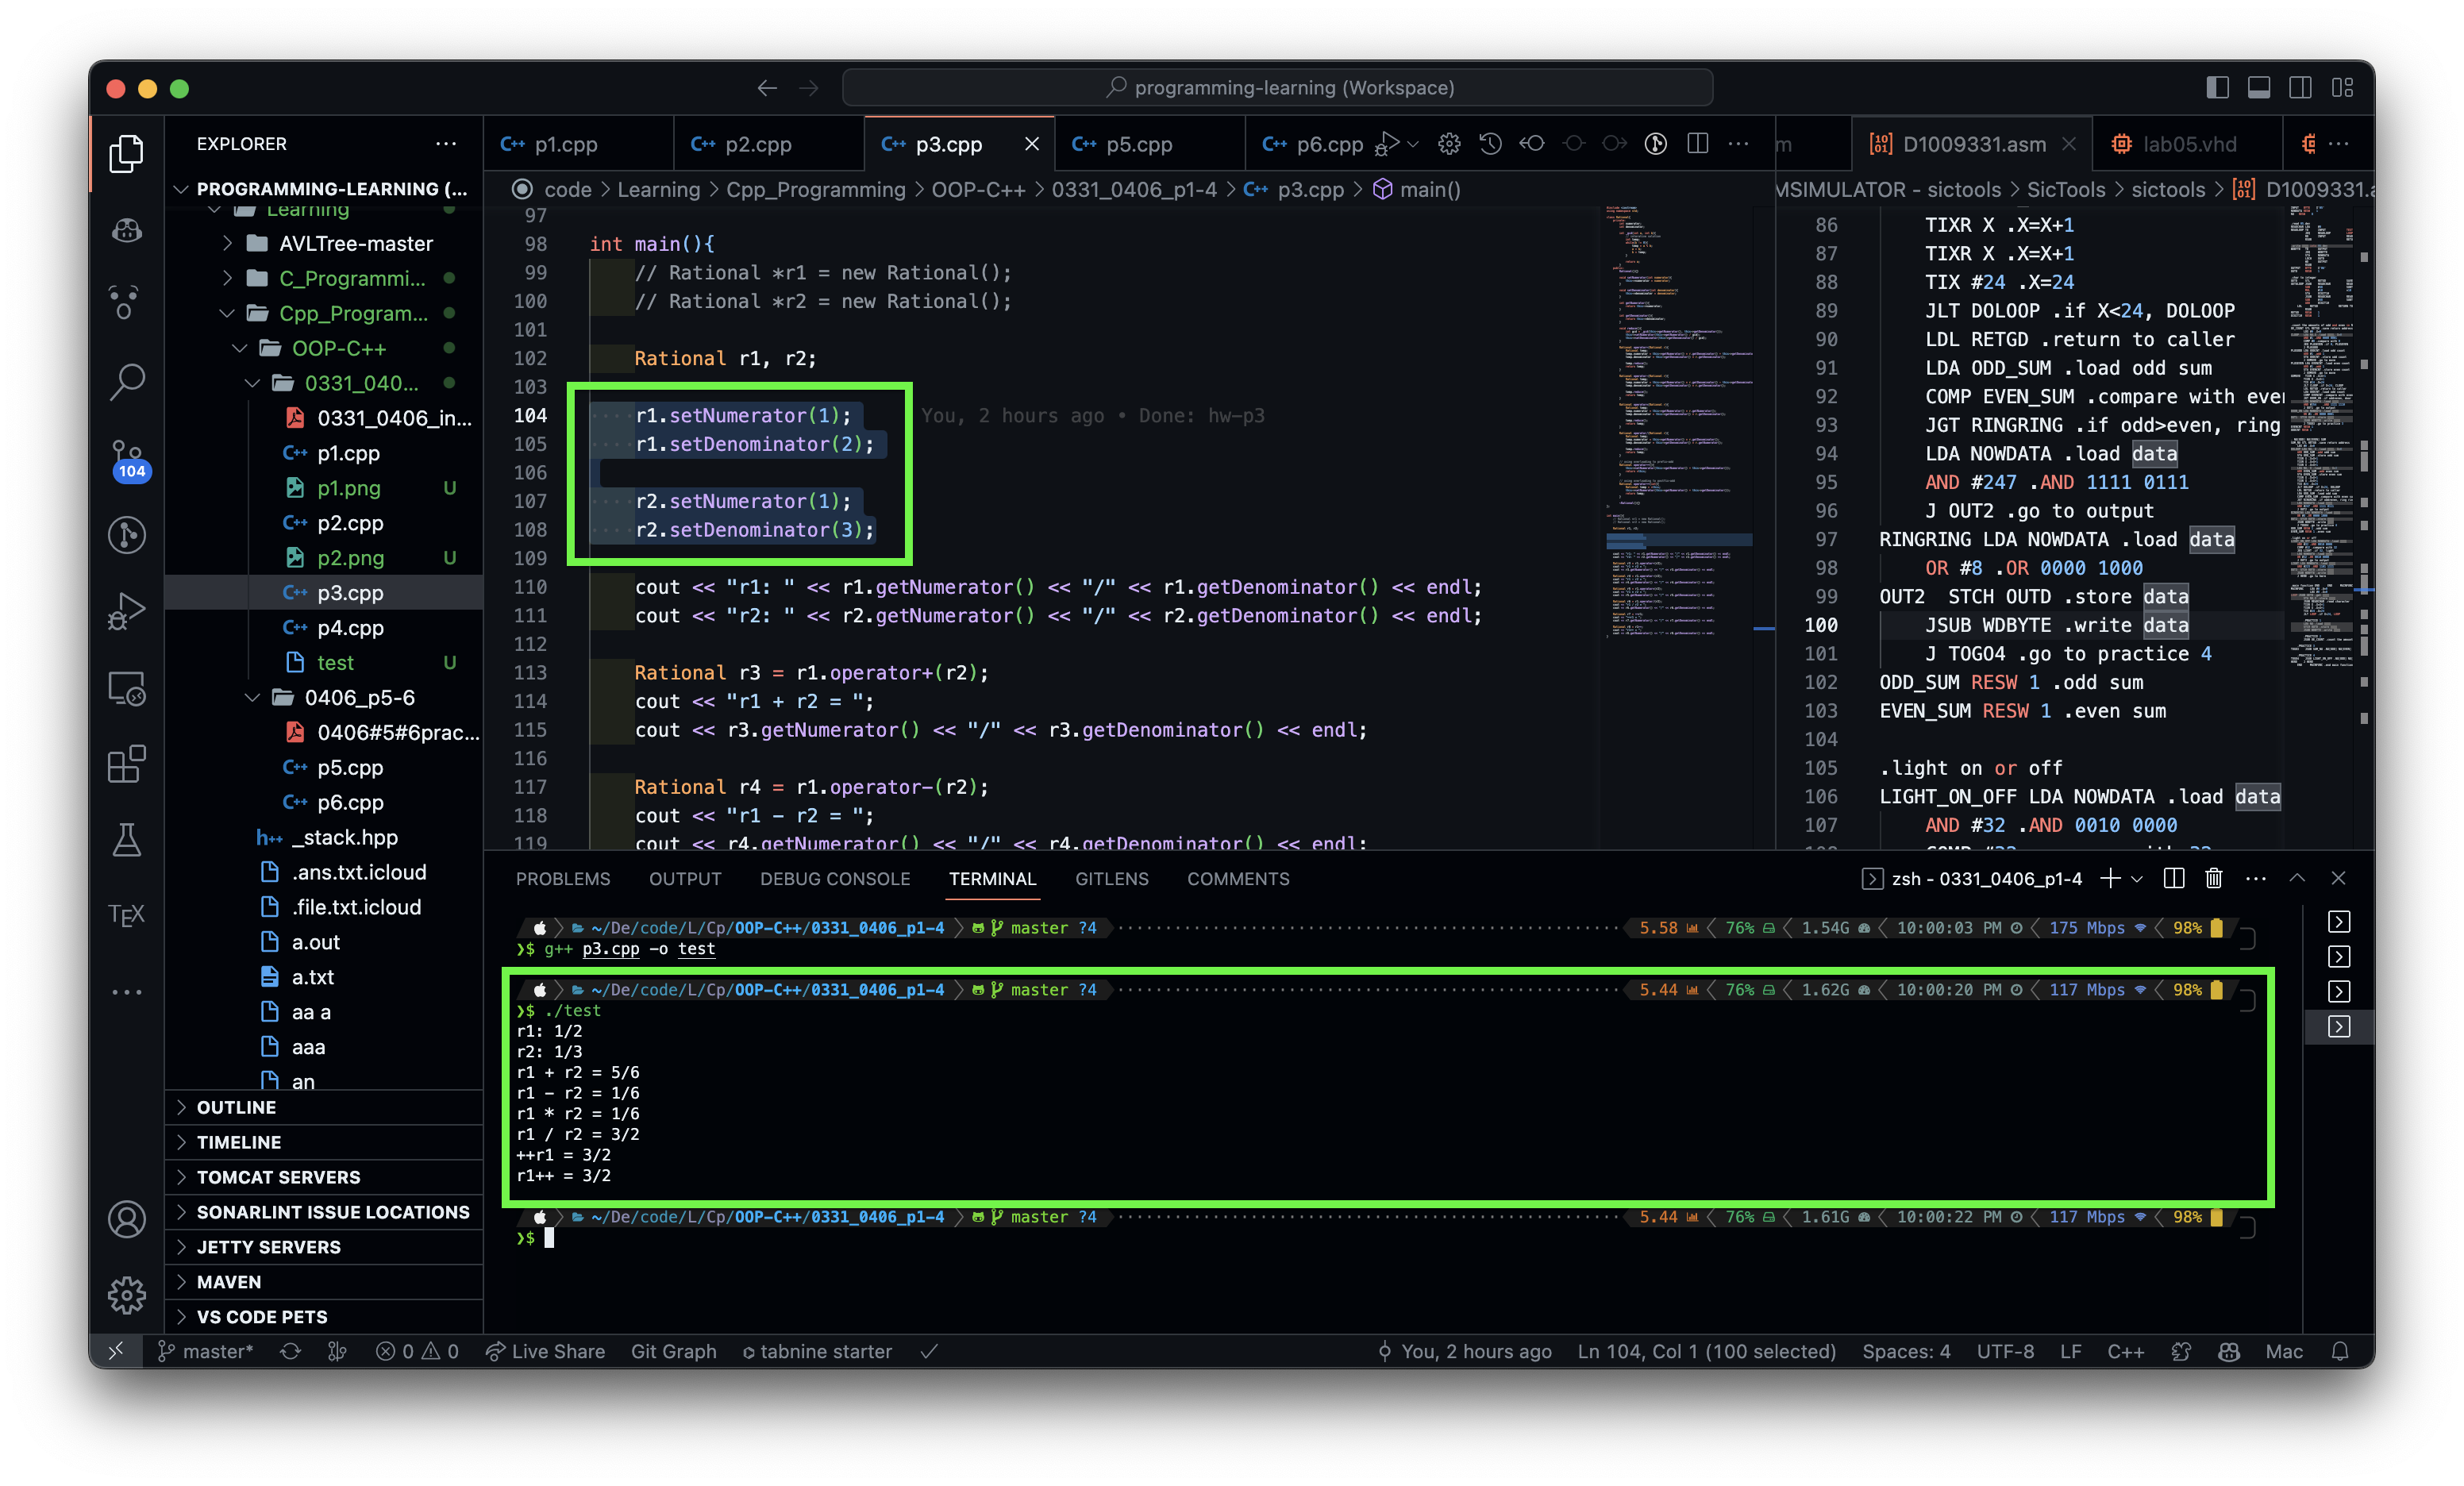 programming-learning (Workspace)
EXPLORER
PROGRAMMING-LEARNING (...
Learning
AVLTree-master
C_Programmi...
Cpp_Program...
OOP-C++
0331_040...
0331_0406_in...
p1.cpp
p1.png U
p2.cpp
p2.png U
p3.cpp
p4.cpp
test U
0406_p5-6
0406#5#6prac...
p5.cpp
p6.cpp
_stack.hpp
.ans.txt.icloud
.file.txt.icloud
a.out
a.txt
aa a
aaa
an
OUTLINE
TIMELINE
TOMCAT SERVERS
SONARLINT ISSUE LOCATIONS
JETTY SERVERS
MAVEN
VS CODE PETS
104
TEX
C++ p1.cpp C++ p2.cpp C++ p3.cpp C++ p5.cpp C++ p6.cpp
code > Learning > Cpp_Programming > OOP-C++ > 0331_0406_p1-4 > C++ p3.cpp > main()
97
98 int main(){
99 // Rational *r1 = new Rational();
100 // Rational *r2 = new Rational();
101
102 Rational r1, r2;
103
104 r1.setNumerator(1); You, 2 hours ago • Done: hw-p3
105 r1.setDenominator(2);
106
107 r2.setNumerator(1);
108 r2.setDenominator(3);
109
110 cout << "r1: " << r1.getNumerator() << "/" << r1.getDenominator() << endl;
111 cout << "r2: " << r2.getNumerator() << "/" << r2.getDenominator() << endl;
112
113 Rational r3 = r1.operator+(r2);
114 cout << "r1 + r2 = ";
115 cout << r3.getNumerator() << "/" << r3.getDenominator() << endl;
116
117 Rational r4 = r1.operator-(r2);
118 cout << "r1 - r2 = ";
119 cout << r4.getNumerator() << "/" << r4.getDenominator() << endl;
m D1009331.asm lab05.vhd
MSIMULATOR - sictools > SicTools > sictools > D1009331.a
86 TIXR X .X=X+1
87 TIXR X .X=X+1
88 TIX #24 .X=24
89 JLT DOLOOP .if X<24, DOLOOP
90 LDL RETGD .return to caller
91 LDA ODD_SUM .load odd sum
92 COMP EVEN_SUM .compare with even
93 JGT RINGRING .if odd>even, ring
94 LDA NOWDATA .load data
95 AND #247 .AND 1111 0111
96 J OUT2 .go to output
97 RINGRING LDA NOWDATA .load data
98 OR #8 .OR 0000 1000
99 OUT2 STCH OUTD .store data
100 JSUB WDBYTE .write data
101 J TOGO4 .go to practice 4
102 ODD_SUM RESW 1 .odd sum
103 EVEN_SUM RESW 1 .even sum
104
105 .light on or off
106 LIGHT_ON_OFF LDA NOWDATA .load data
107 AND #32 .AND 0010 0000
PROBLEMS OUTPUT DEBUG CONSOLE TERMINAL GITLENS COMMENTS zsh - 0331_0406_p1-4
~/De/code/L/Cp/OOP-C++/0331_0406_p1-4 master ?4 5.58 76% 1.54G 10:00:03 PM 175 Mbps 98%
❯$ g++ p3.cpp -o test
~/De/code/L/Cp/OOP-C++/0331_0406_p1-4 master ?4 5.44 76% 1.62G 10:00:20 PM 117 Mbps 98%
❯$ ./test
r1: 1/2
r2: 1/3
r1 + r2 = 5/6
r1 - r2 = 1/6
r1 * r2 = 1/6
r1 / r2 = 3/2
++r1 = 3/2
r1++ = 3/2
~/De/code/L/Cp/OOP-C++/0331_0406_p1-4 master ?4 5.44 76% 1.61G 10:00:22 PM 117 Mbps 98%
❯$
master* 0 0 Live Share Git Graph tabnine starter You, 2 hours ago Ln 104, Col 1 (100 selected) Spaces: 4 UTF-8 LF C++ Mac